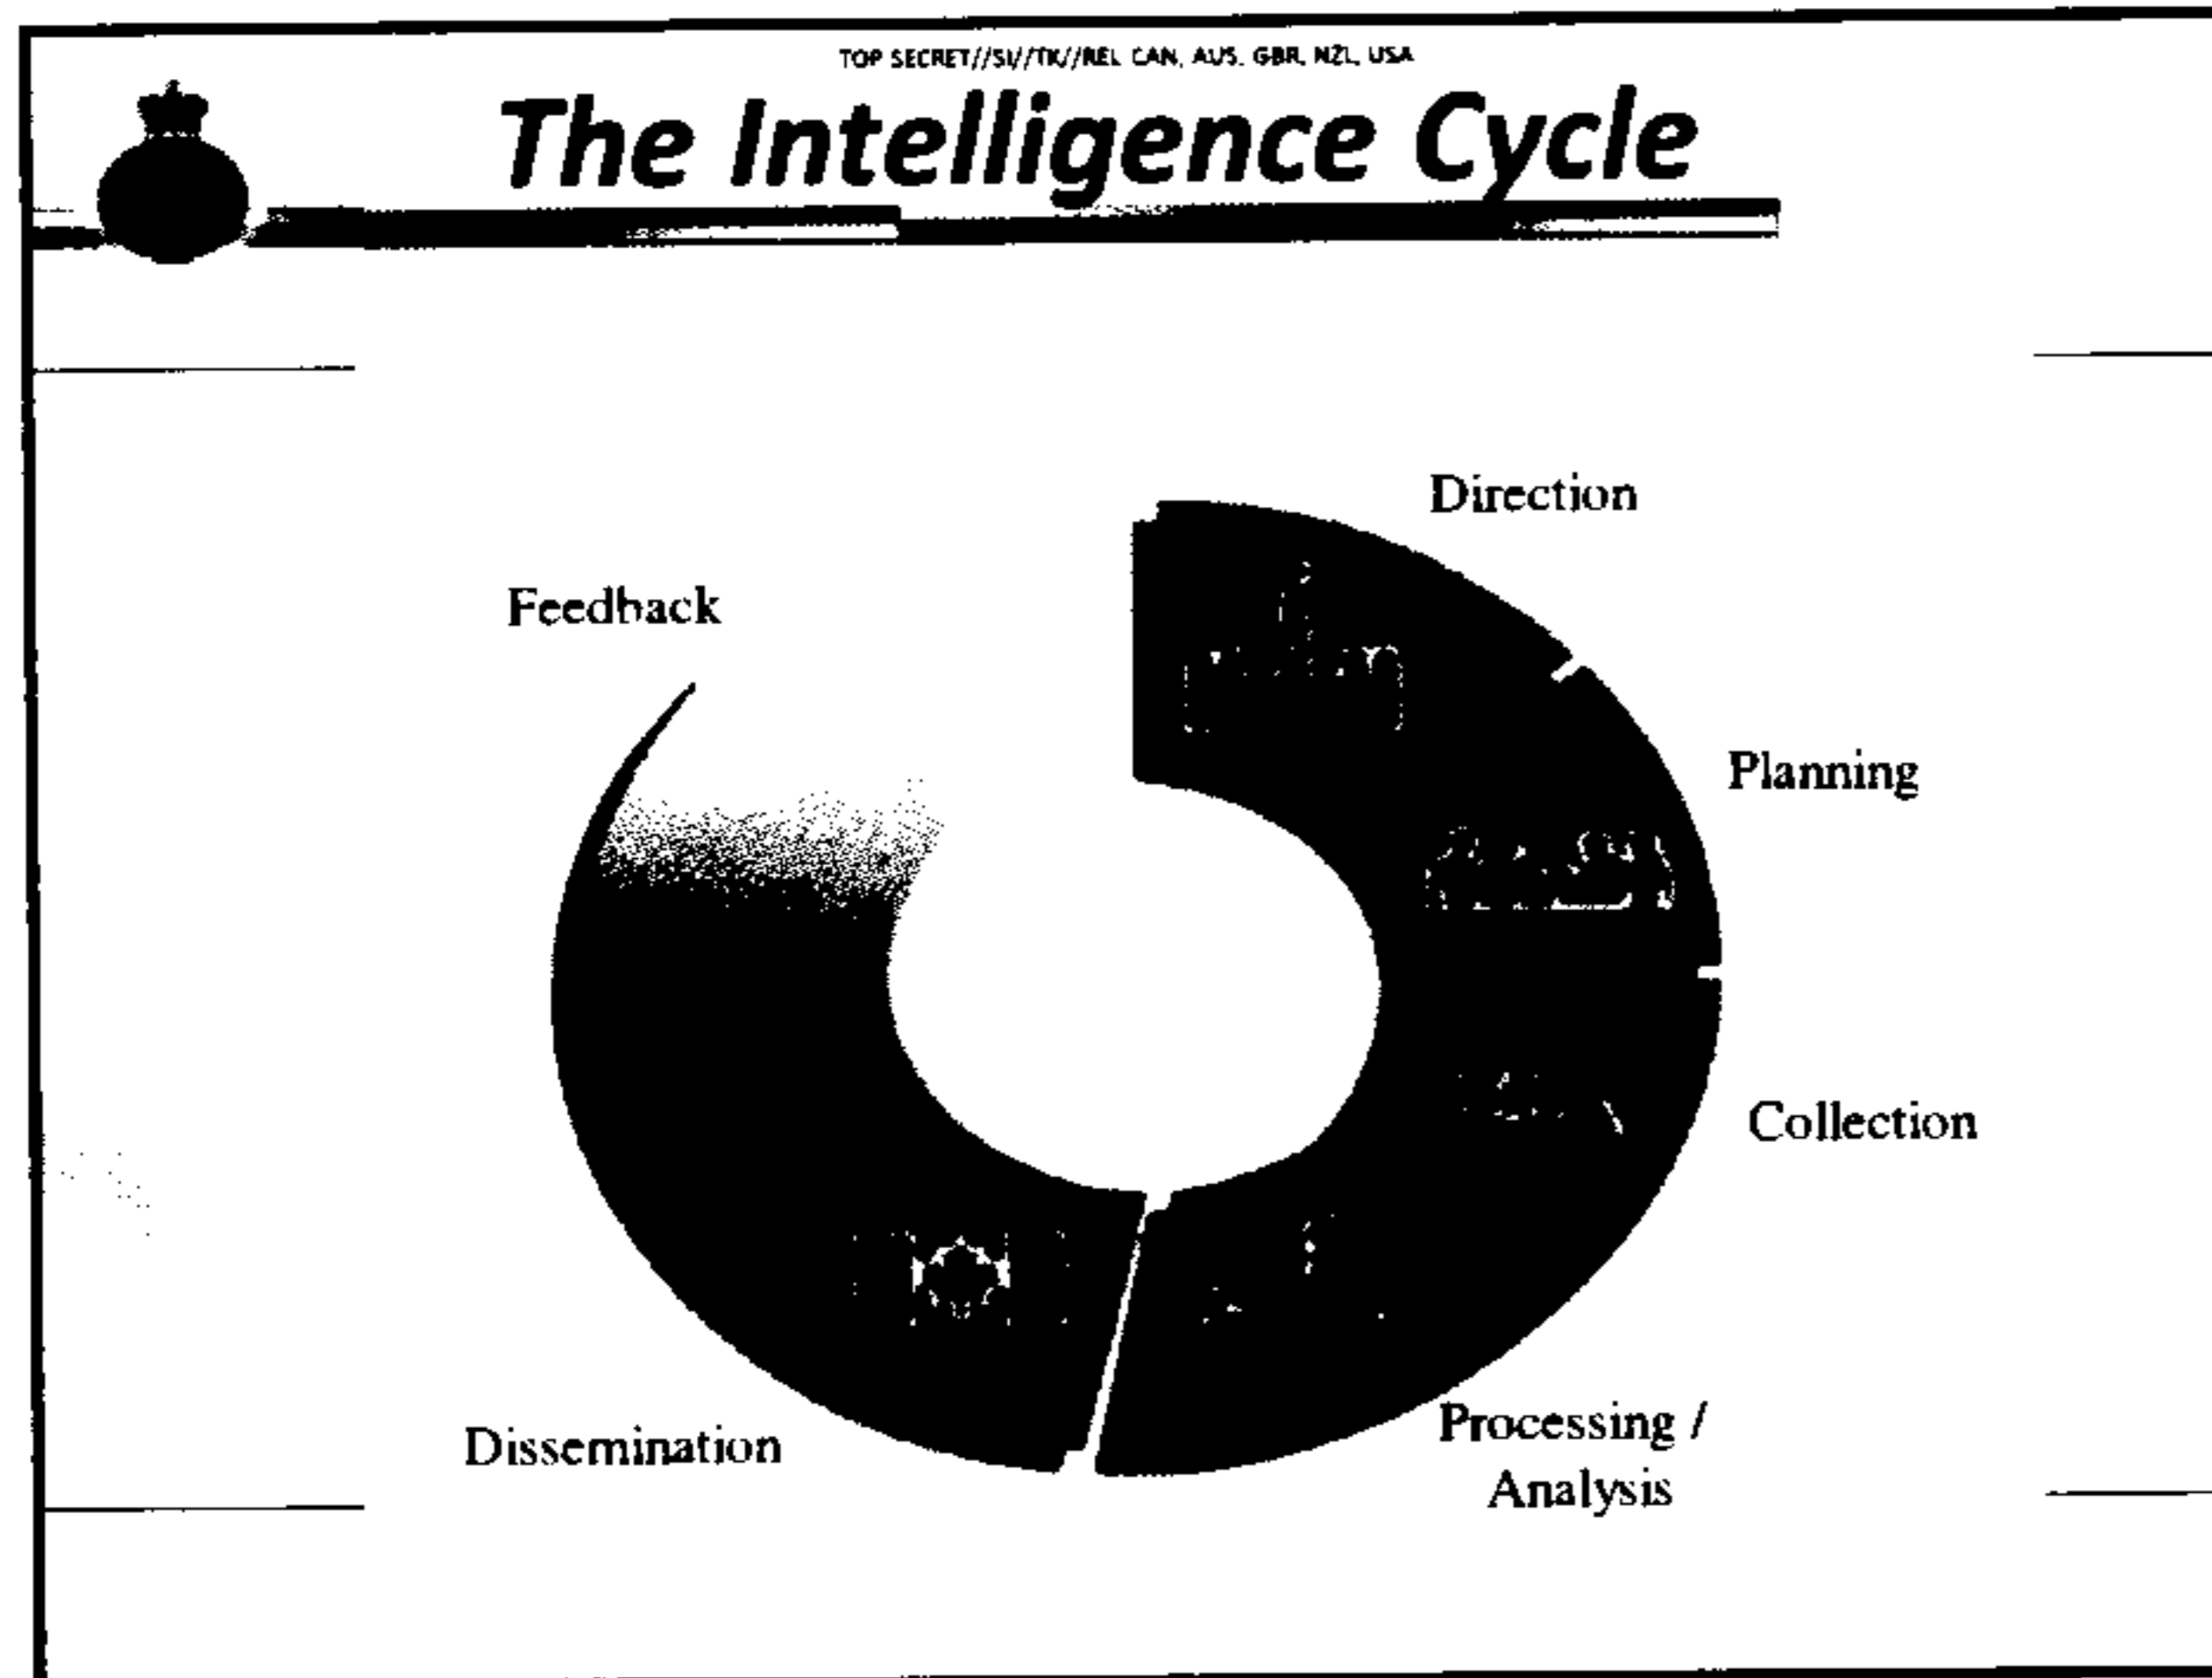 TOP SECRET//SI//TK//REL CAN, AUS, GBR, NZL, USA
The Intelligence Cycle
Direction
Feedback
Planning
Collection
Processing /
Analysis
Dissemination